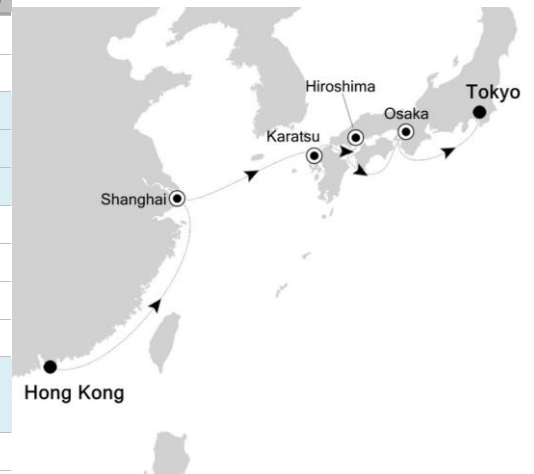 Hiroshima
Tokyo
Osaka
Karatsu
Shanghai
Hong Kong